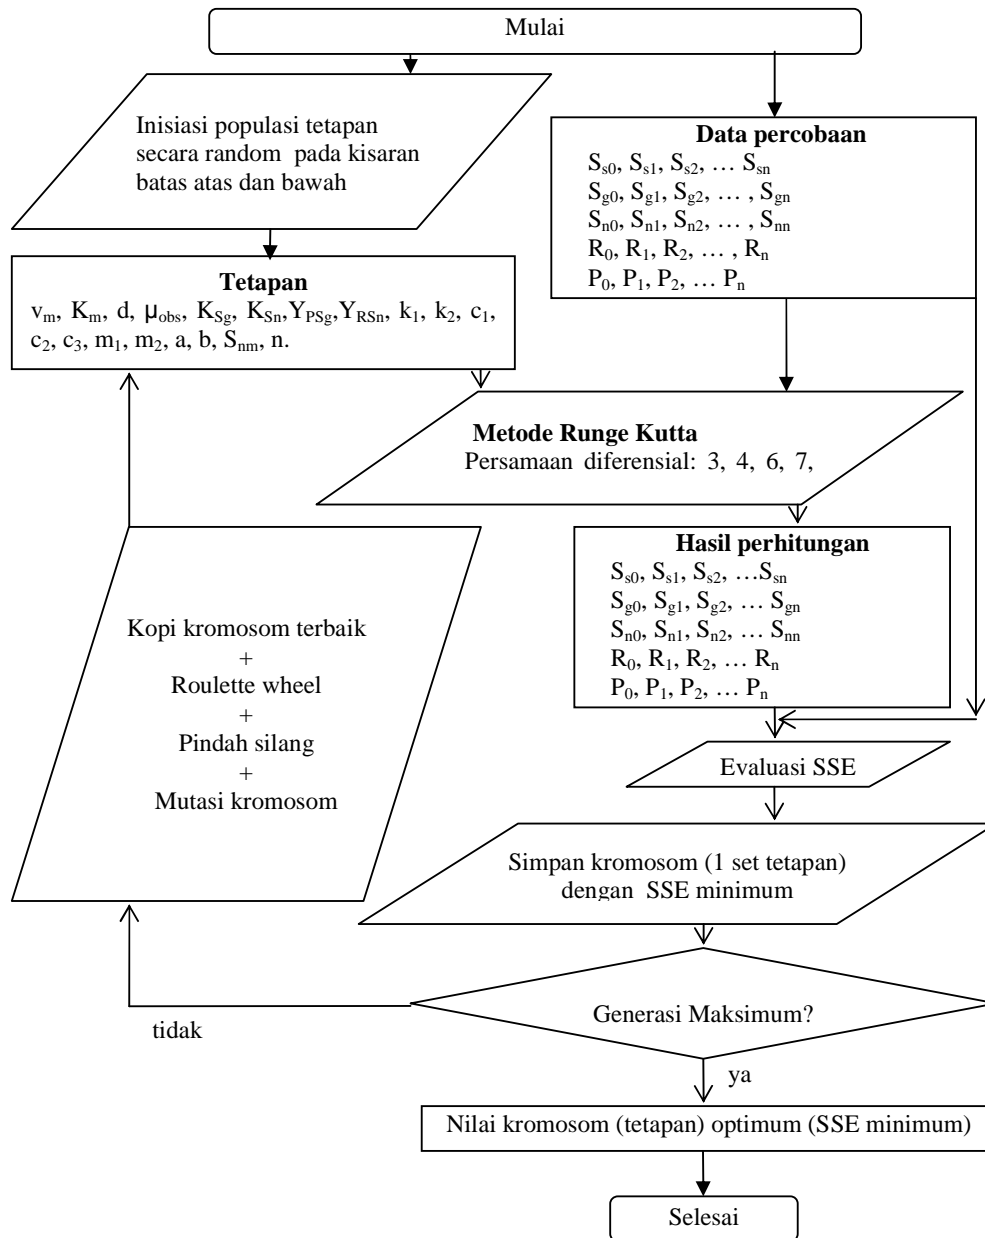 Mulai
Inisiasi populasi tetapan
secara random pada kisaran
batas atas dan bawah
Data percobaan
Ss0, Ss1, Ss2, … Ssn
Sg0, Sg1, Sg2, … , Sgn
Sn0, Sn1, Sn2, … , Snn
R0, R1, R2, … , Rn
P0, P1, P2, … Pn
Tetapan
vm, Km, d, μobs, KSg, KSn,YPSg,YRSn, k1, k2, c1,
c2, c3, m1, m2, a, b, Snm, n.
Metode Runge Kutta
Persamaan diferensial: 3, 4, 6, 7,
Hasil perhitungan
Ss0, Ss1, Ss2, …Ssn
Sg0, Sg1, Sg2, … Sgn
Sn0, Sn1, Sn2, … Snn
R0, R1, R2, … Rn
P0, P1, P2, … Pn
Kopi kromosom terbaik
+
Roulette wheel
+
Pindah silang
+
Mutasi kromosom
Evaluasi SSE
Simpan kromosom (1 set tetapan)
dengan SSE minimum
Generasi Maksimum?
tidak
ya
Nilai kromosom (tetapan) optimum (SSE minimum)
Selesai